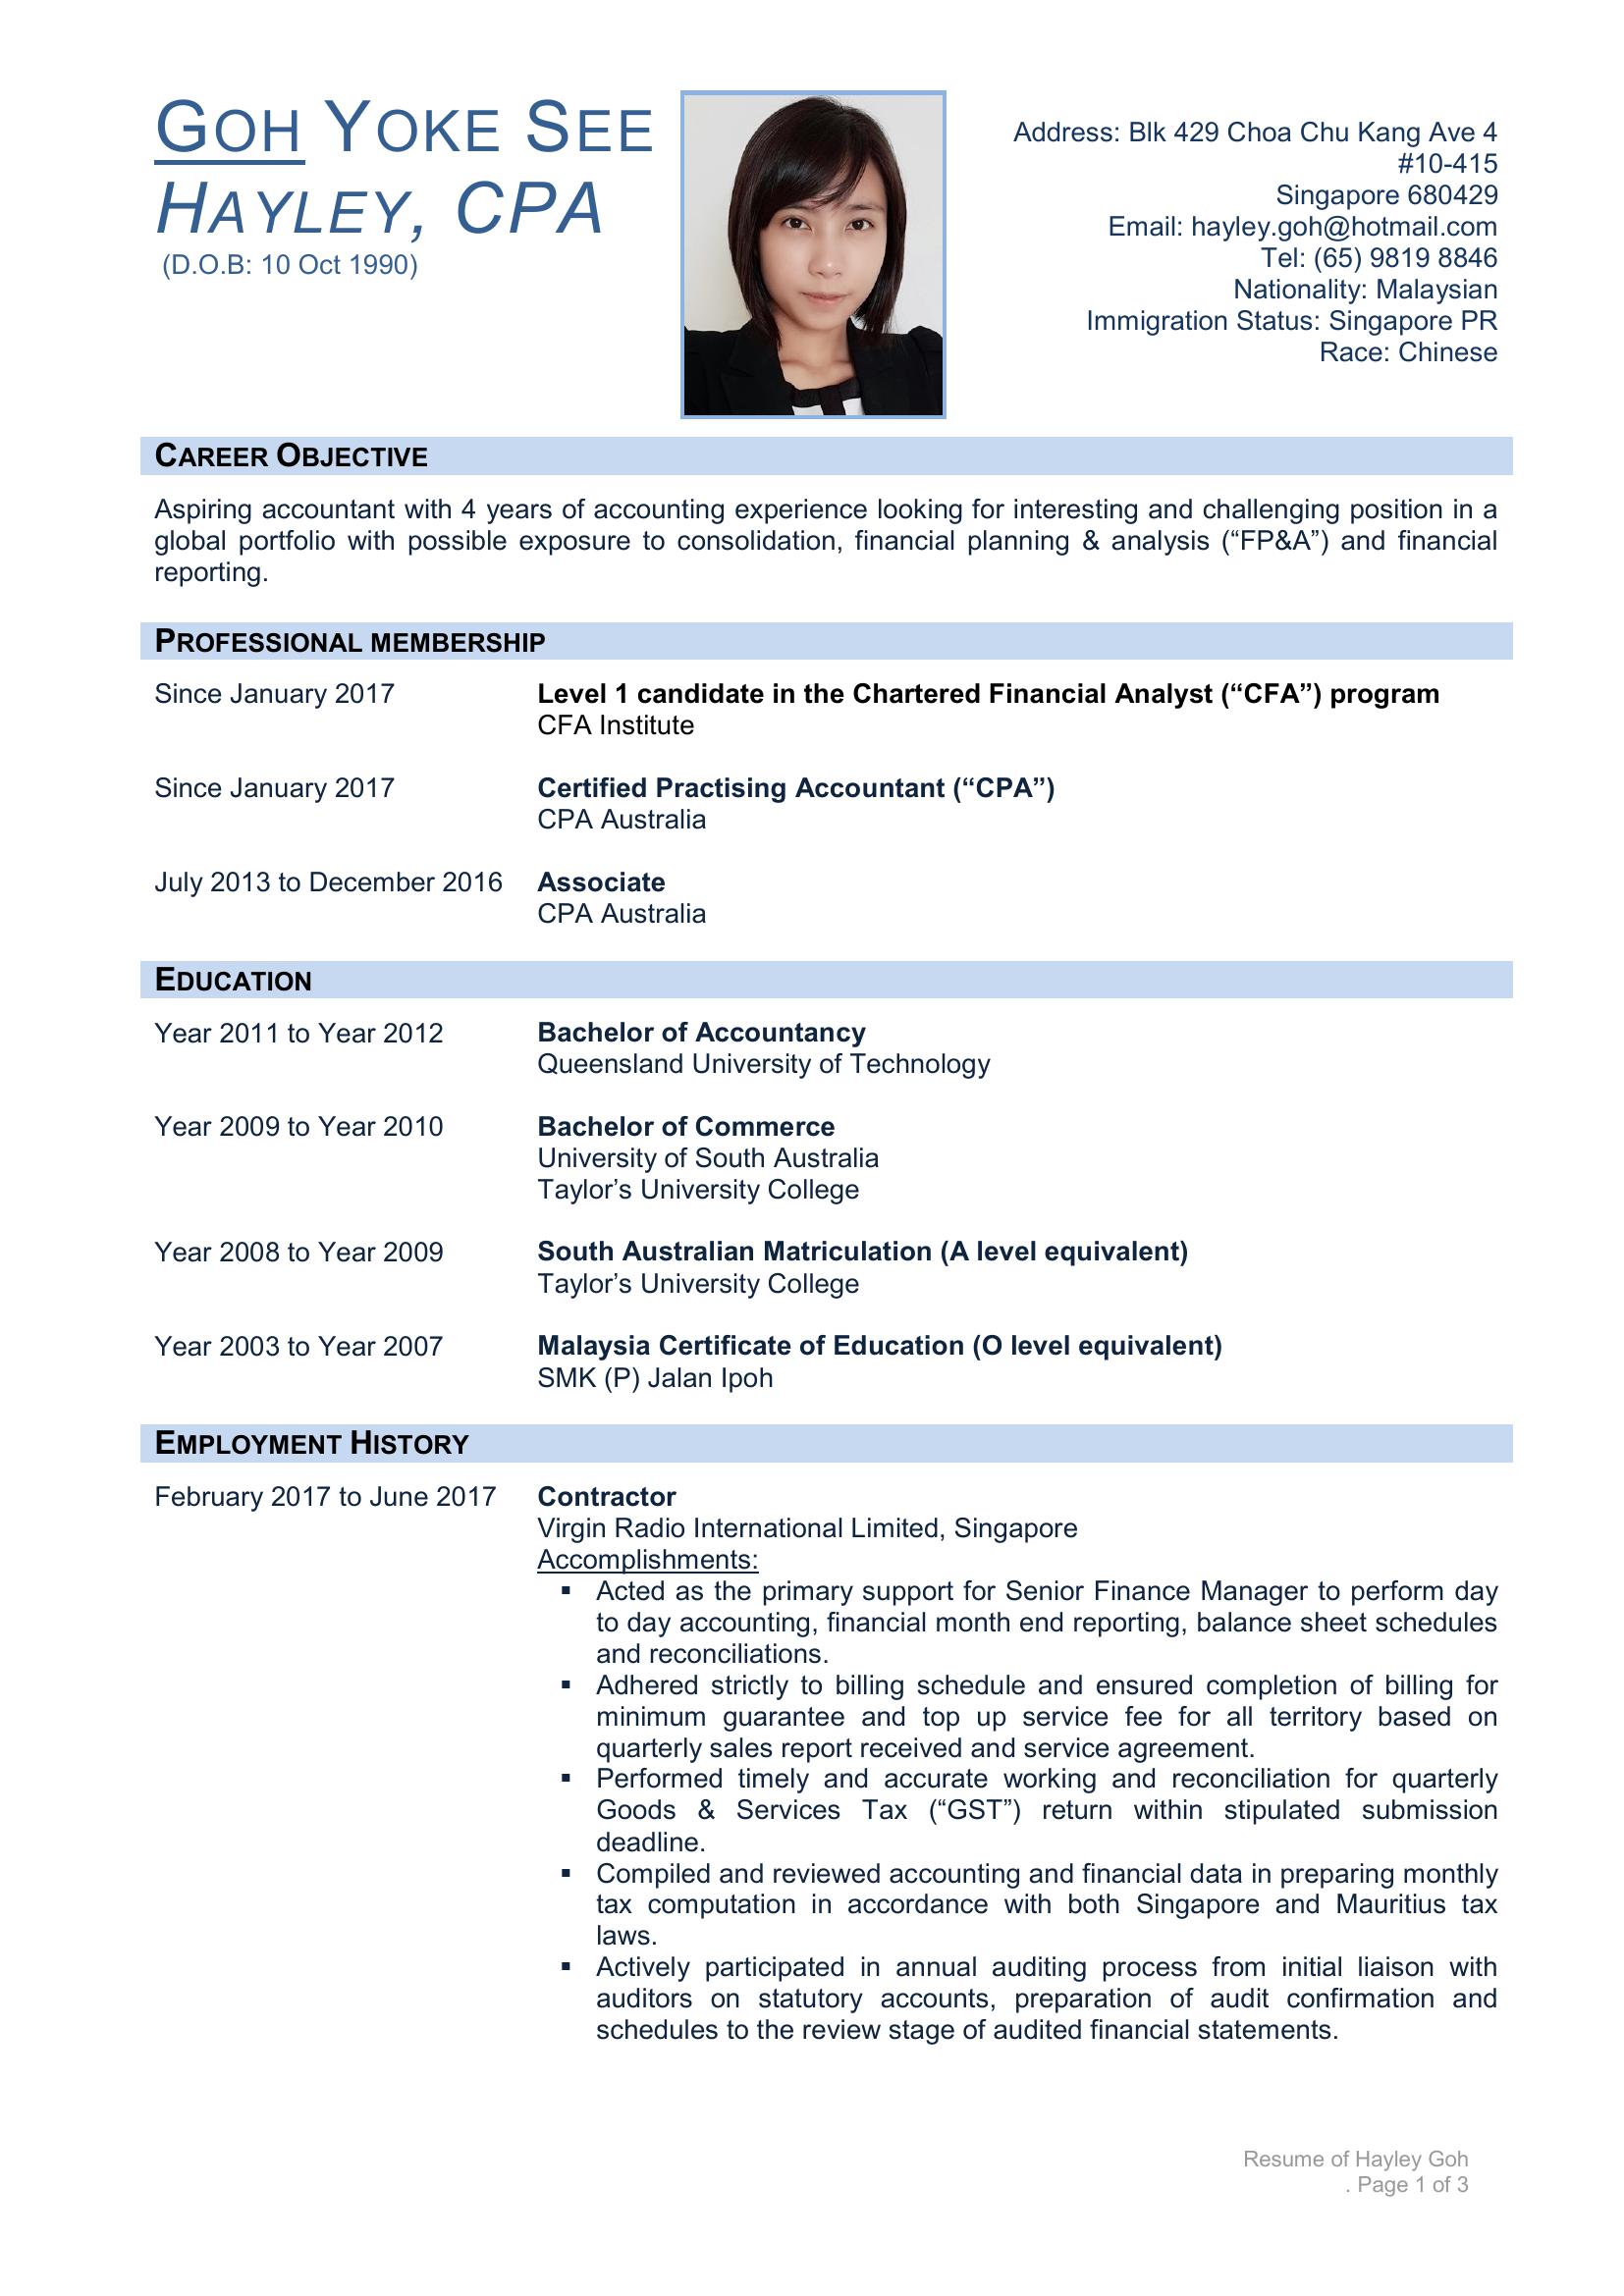 GOH YOKE SEE
HAYLEY, CPA
(D.O.B: 10 Oct 1990)
Address: Blk 429 Choa Chu Kang Ave 4
#10-415
Singapore 680429
Email: hayley.goh@hotmail.com
Tel: (65) 9819 8846
Nationality: Malaysian
Immigration Status: Singapore PR
Race: Chinese
CAREER OBJECTIVE
Aspiring accountant with 4 years of accounting experience looking for interesting and challenging position in a
global portfolio with possible exposure to consolidation, financial planning & analysis (“FP&A”) and financial
reporting.
PROFESSIONAL MEMBERSHIP
Since January 2017 Level 1 candidate in the Chartered Financial Analyst (“CFA”) program
CFA Institute
Since January 2017 Certified Practising Accountant (“CPA”)
CPA Australia
July 2013 to December 2016 Associate
CPA Australia
EDUCATION
Year 2011 to Year 2012 Bachelor of Accountancy
Queensland University of Technology
Year 2009 to Year 2010 Bachelor of Commerce
University of South Australia
Taylor’s University College
Year 2008 to Year 2009 South Australian Matriculation (A level equivalent)
Taylor’s University College
Year 2003 to Year 2007 Malaysia Certificate of Education (O level equivalent)
SMK (P) Jalan Ipoh
EMPLOYMENT HISTORY
February 2017 to June 2017 Contractor
Virgin Radio International Limited, Singapore
Accomplishments:
▪ Acted as the primary support for Senior Finance Manager to perform day
to day accounting, financial month end reporting, balance sheet schedules
and reconciliations.
▪ Adhered strictly to billing schedule and ensured completion of billing for
minimum guarantee and top up service fee for all territory based on
quarterly sales report received and service agreement.
▪ Performed timely and accurate working and reconciliation for quarterly
Goods & Services Tax (“GST”) return within stipulated submission
deadline.
▪ Compiled and reviewed accounting and financial data in preparing monthly
tax computation in accordance with both Singapore and Mauritius tax
laws.
▪ Actively participated in annual auditing process from initial liaison with
auditors on statutory accounts, preparation of audit confirmation and
schedules to the review stage of audited financial statements.
Resume of Hayley Goh
. Page 1 of 3